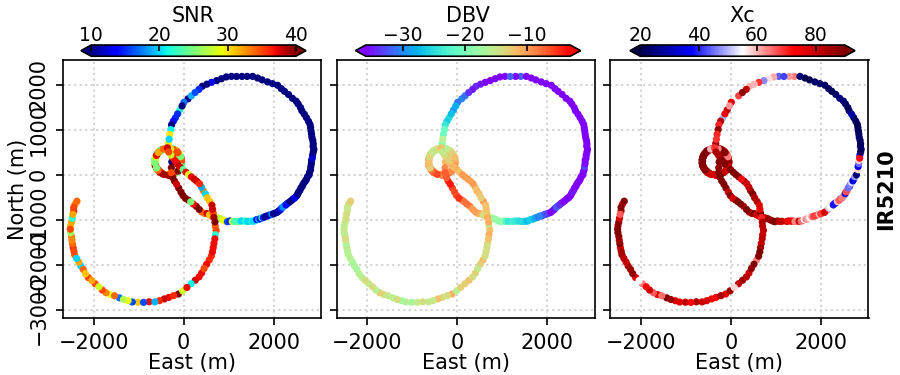 SNR
DBV
Xc
10 20 30 40
−30 −20 −10
20 40 60 80
North (m)
2000
1000
0
−1000
−2000
−3000
IR5210
−2000 0 2000
−2000 0 2000
−2000 0 2000
East (m)
East (m)
East (m)